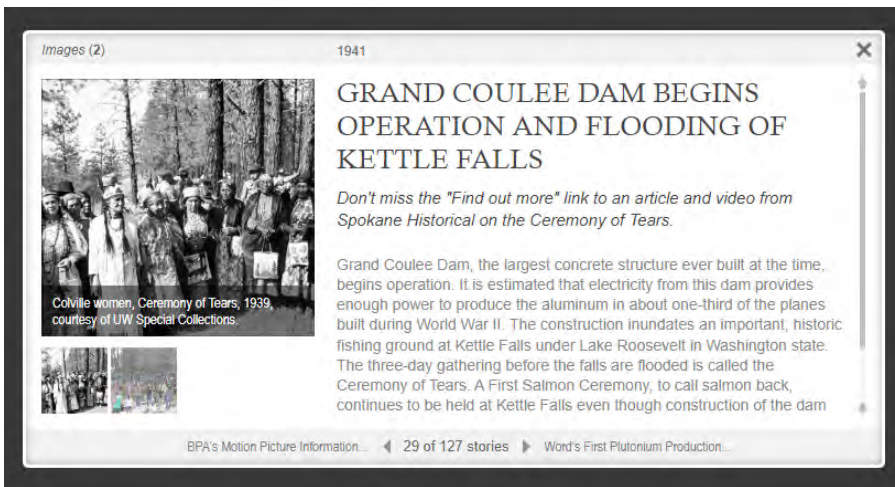 Images (2)
1941
GRAND COULEE DAM BEGINS
OPERATION AND FLOODING OF
KETTLE FALLS
Don't miss the "Find out more" link to an article and video from
Spokane Historical on the Ceremony of Tears.
Grand Coulee Dam, the largest concrete structure ever built at the time,
begins operation. It is estimated that electricity from this dam provides
enough power to produce the aluminum in about one-third of the planes
built during World War II. The construction inundates an important, historic
fishing ground at Kettle Falls under Lake Roosevelt in Washington state.
The three-day gathering before the falls are flooded is called the
Ceremony of Tears. A First Salmon Ceremony, to call salmon back,
continues to be held at Kettle Falls even though construction of the dam
Colville women, Ceremony of Tears, 1939,
courtesy of UW Special Collections.
BPA's Motion Picture Information... 29 of 127 stories Word's First Plutonium Production...